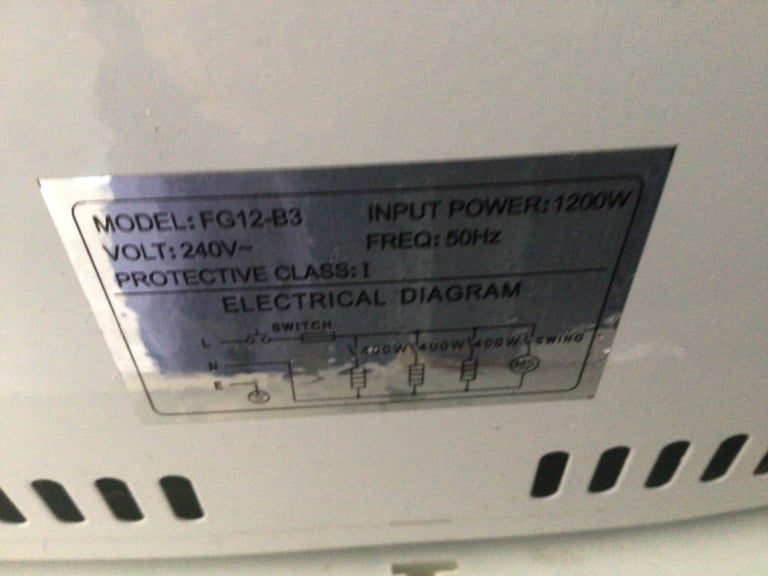 MODEL: FG12-B3 INPUT POWER: 1200W
VOLT: 240V~ FREQ: 50Hz
PROTECTIVE CLASS: I
ELECTRICAL DIAGRAM
SWITCH
L 400W 400W 400W SWING
N MS
E